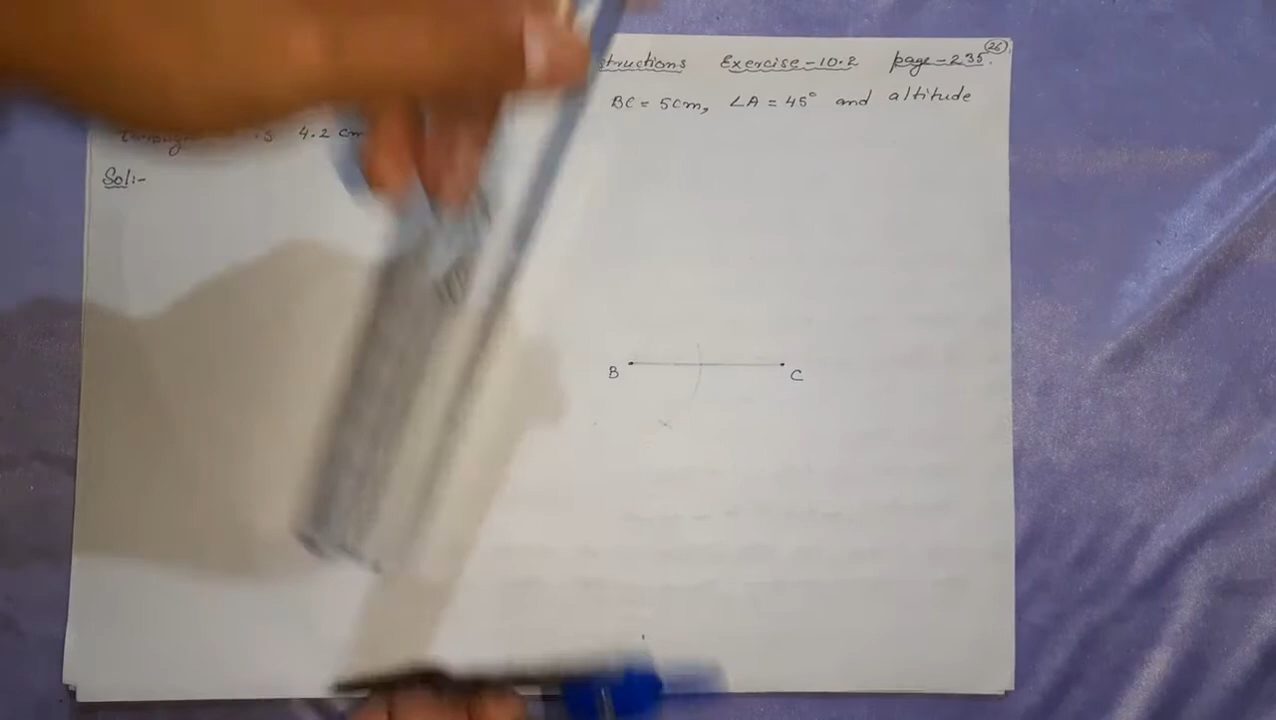 26
structions Exercise-10.2 page-235.
BC = 5cm, ∠A = 45° and altitude
4.2 cm
Sol:-
B C